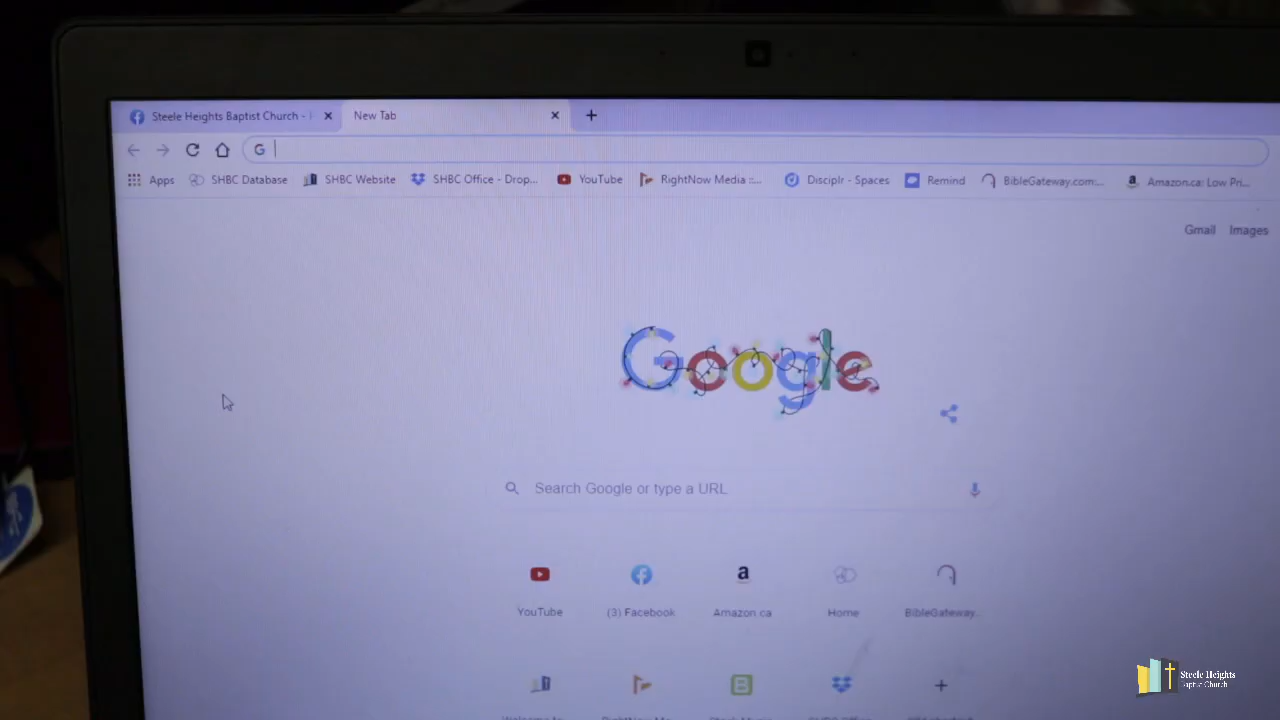 Steele Heights Baptist Church -
New Tab
G
Apps SHBC Database SHBC Website SHBC Office - Drop... YouTube RightNow Media ::... Disciplr - Spaces Remind BibleGateway.com:... Amazon.ca: Low Pri...
Gmail Images
Google
Search Google or type a URL
YouTube (3) Facebook Amazon.ca Home BibleGateway...
Steele Heights
Baptist Church